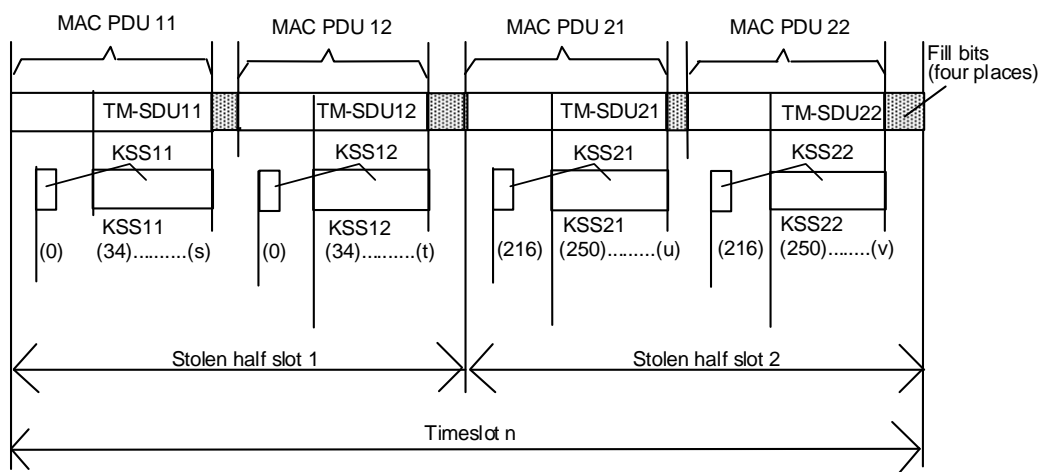 MAC PDU 11 MAC PDU 12 MAC PDU 21 MAC PDU 22
Fill bits
(four places)
TM-SDU11 TM-SDU12 TM-SDU21 TM-SDU22
KSS11 KSS12 KSS21 KSS22
KSS11 KSS12 KSS21 KSS22
(0) (34)..........(s) (0) (34)..........(t) (216) (250)........(u) (216) (250)........(v)
Stolen half slot 1 Stolen half slot 2
Timeslot n